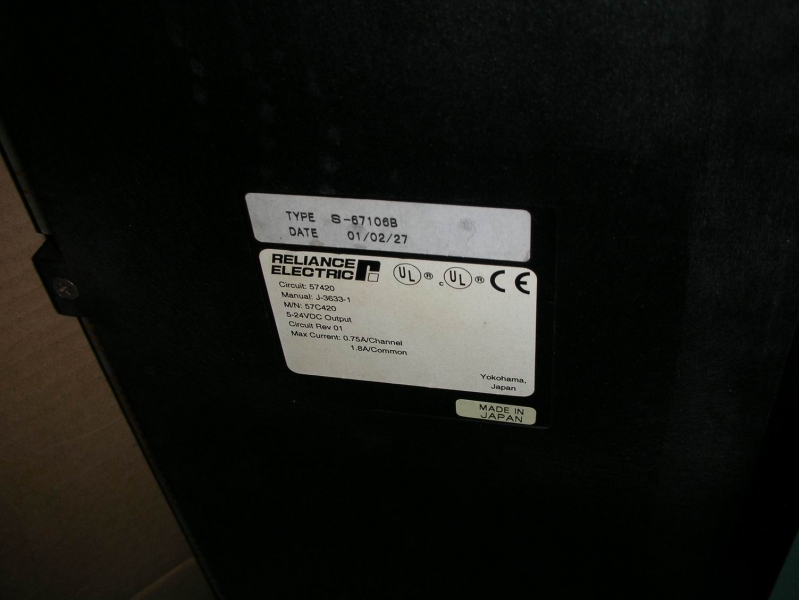 TYPE S-67106B
DATE 01/02/27
RELIANCE
ELECTRIC
UL ® c UL ® CE
Circuit: 57420
Manual: J-3633-1
M/N: 57C420
5-24VDC Output
Circuit Rev 01
Max Current: 0.75A/Channel
1.8A/Common
Yokohama,
Japan
MADE IN
JAPAN